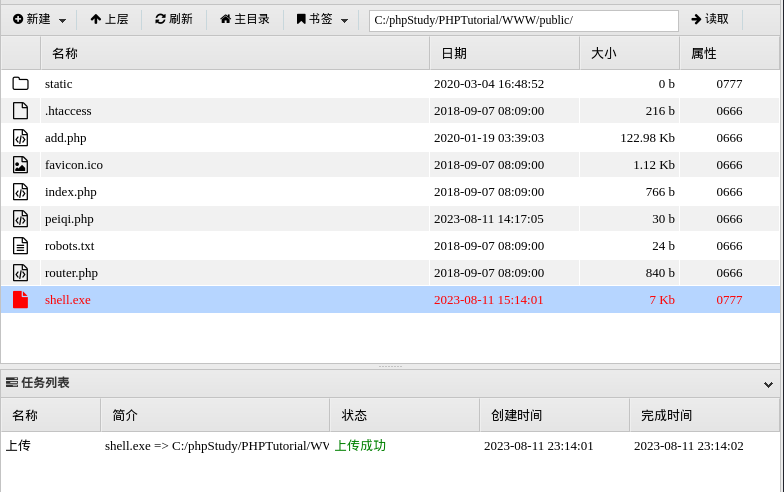 新建 上层 刷新 主目录 书签 C:/phpStudy/PHPTutorial/WWW/public/ 读取
名称 日期 大小 属性
static 2020-03-04 16:48:52 0 b 0777
.htaccess 2018-09-07 08:09:00 216 b 0666
add.php 2020-01-19 03:39:03 122.98 Kb 0666
favicon.ico 2018-09-07 08:09:00 1.12 Kb 0666
index.php 2018-09-07 08:09:00 766 b 0666
peiqi.php 2023-08-11 14:17:05 30 b 0666
robots.txt 2018-09-07 08:09:00 24 b 0666
router.php 2018-09-07 08:09:00 840 b 0666
shell.exe 2023-08-11 15:14:01 7 Kb 0777
任务列表
名称 简介 状态 创建时间 完成时间
上传 shell.exe => C:/phpStudy/PHPTutorial/WV 上传成功 2023-08-11 23:14:01 2023-08-11 23:14:02